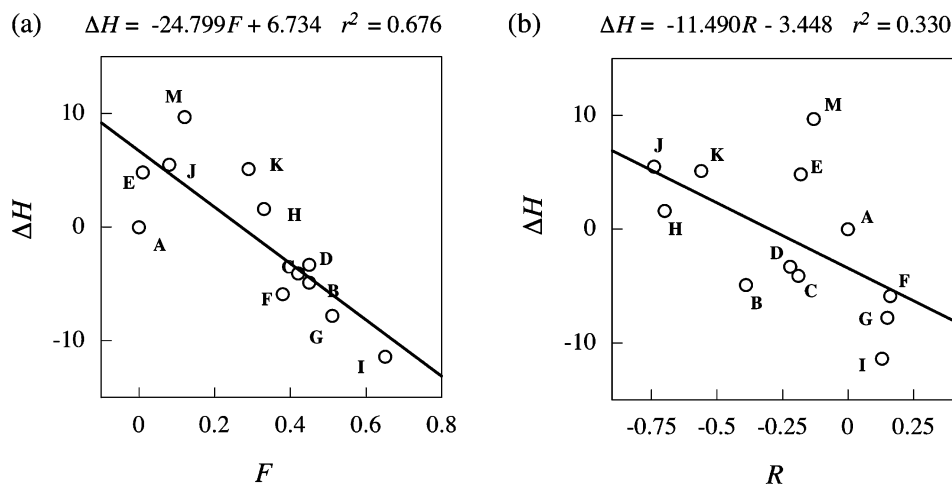 (a) ΔH = -24.799F + 6.734 r² = 0.676
10
0
-10
ΔH
M
E
J
K
A
H
C
D
F
B
G
I
0 0.2 0.4 0.6 0.8
F
(b) ΔH = -11.490R - 3.448 r² = 0.330
10
0
-10
ΔH
M
J
K
E
H
A
D
B
C
F
G
I
-0.75 -0.5 -0.25 0 0.25
R